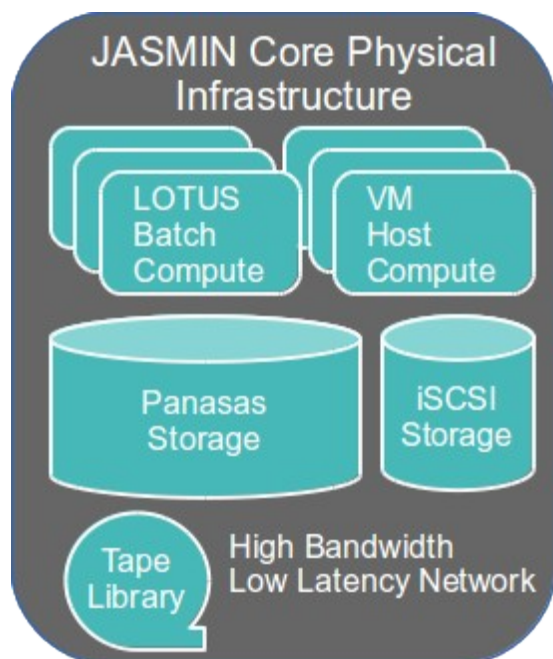 JASMIN Core Physical
Infrastructure
LOTUS
Batch
Compute
VM
Host
Compute
Panasas
Storage
iSCSI
Storage
Tape
Library
High Bandwidth
Low Latency Network